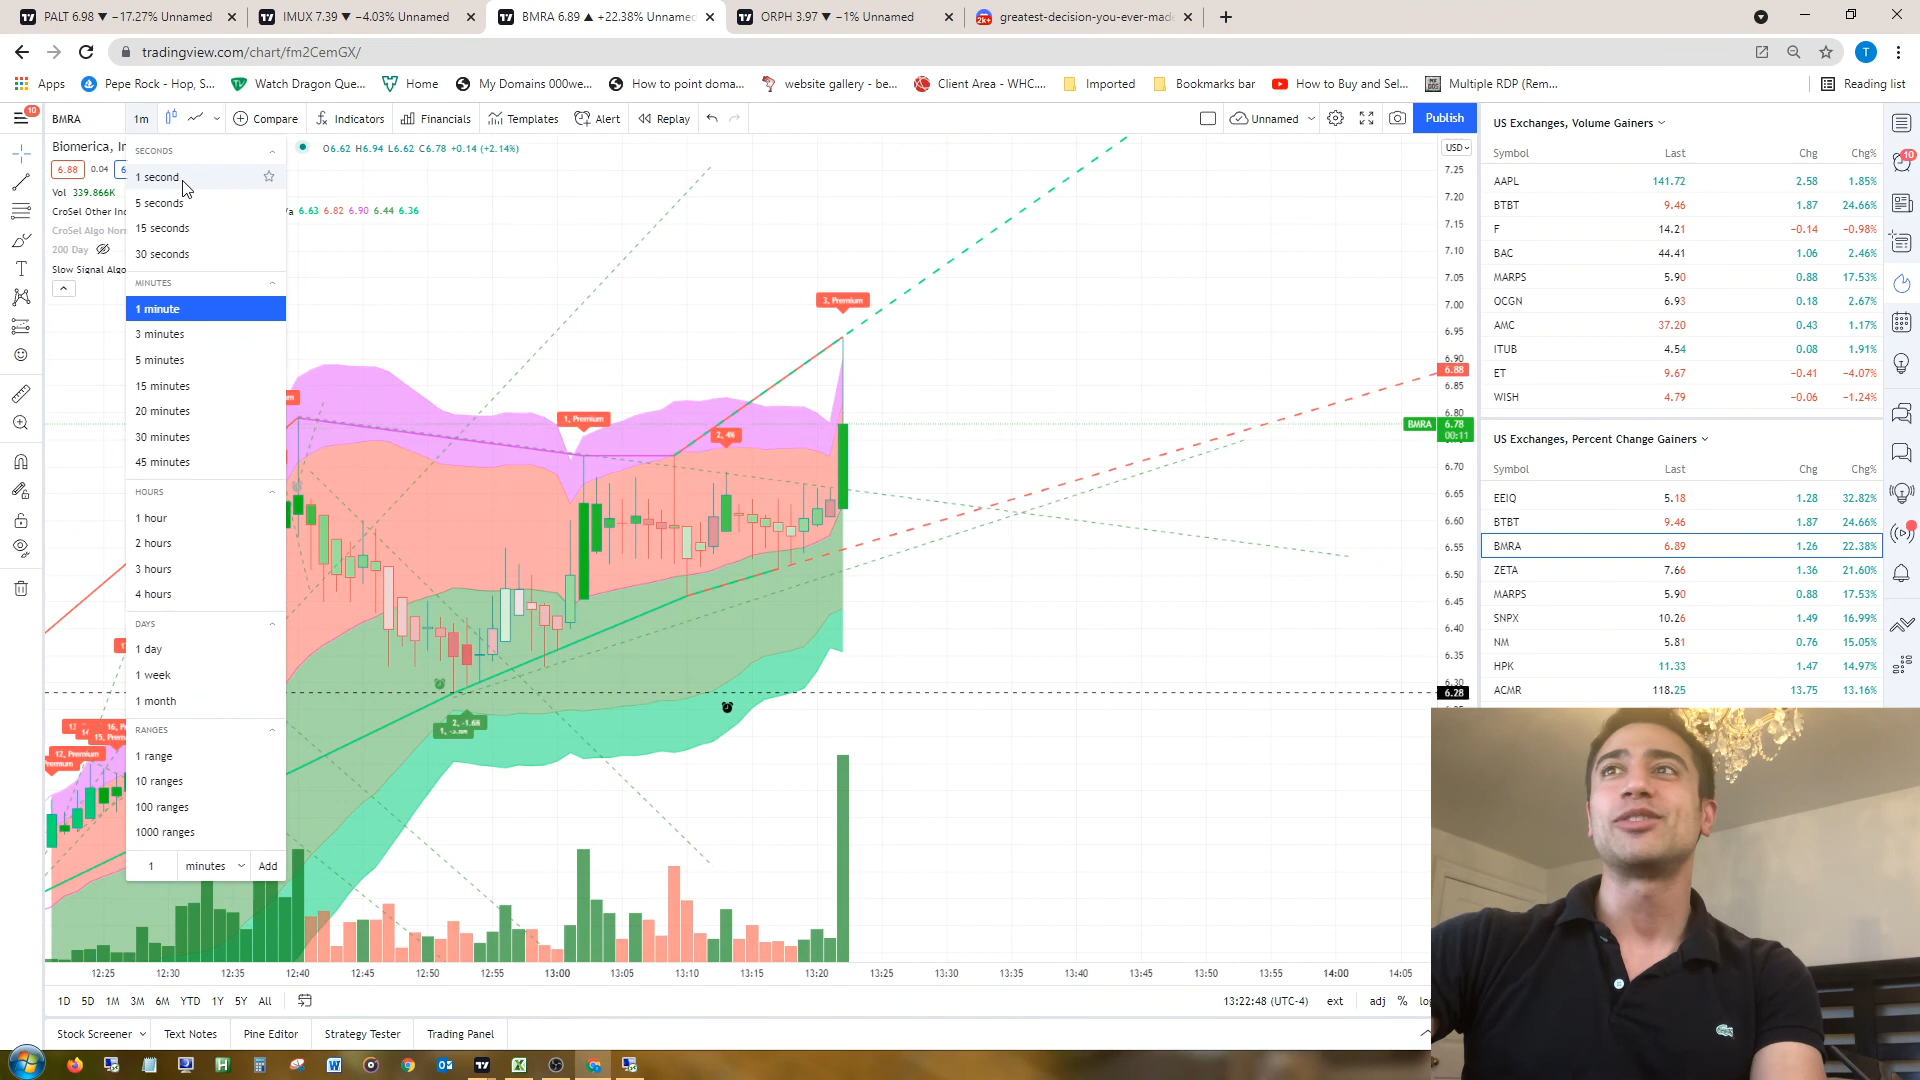 PALT 6.98 ▼ −17.27% Unnamed
IMUX 7.39 ▼ −4.03% Unnamed
BMRA 6.89 ▲ +22.38% Unnamed
ORPH 3.97 ▼ −1% Unnamed
greatest-decision-you-ever-made
tradingview.com/chart/fm2CemGX/
T
Apps
Pepe Rock - Hop, S...
Watch Dragon Que...
Home
My Domains 000we...
How to point doma...
website gallery - be...
Client Area - WHC....
Imported
Bookmarks bar
How to Buy and Sel...
Multiple RDP (Rem...
Reading list
10
BMRA
1m
Compare
Indicators
Financials
Templates
Alert
Replay
Unnamed
Publish
Biomerica, In
O6.62 H6.94 L6.62 C6.78 +0.14 (+2.14%)
6.88
0.04
Vol 339.866K
CroSel Other Ind
6.63 6.82 6.90 6.44 6.36
CroSel Algo Nor
200 Day
Slow Signal Algo
SECONDS
1 second
5 seconds
15 seconds
30 seconds
MINUTES
1 minute
3 minutes
5 minutes
15 minutes
20 minutes
30 minutes
45 minutes
HOURS
1 hour
2 hours
3 hours
4 hours
DAYS
1 day
1 week
1 month
RANGES
1 range
10 ranges
100 ranges
1000 ranges
1
minutes
Add
3, Premium
1, Premium
2, 4%
2, -1.6%
12, Premium
USD
7.25
7.20
7.15
7.10
7.05
7.00
6.95
6.90
6.88
6.85
6.80
BMRA
6.78
00:11
6.70
6.65
6.60
6.55
6.50
6.45
6.40
6.35
6.30
6.28
12:25
12:30
12:35
12:40
12:45
12:50
12:55
13:00
13:05
13:10
13:15
13:20
13:25
13:30
13:35
13:40
13:45
13:50
13:55
14:00
14:05
1D 5D 1M 3M 6M YTD 1Y 5Y All
13:22:48 (UTC-4)
ext
adj
%
log
Stock Screener
Text Notes
Pine Editor
Strategy Tester
Trading Panel
US Exchanges, Volume Gainers
Symbol Last Chg Chg%
AAPL 141.72 2.58 1.85%
BTBT 9.46 1.87 24.66%
F 14.21 −0.14 −0.98%
BAC 44.41 1.06 2.46%
MARPS 5.90 0.88 17.53%
OCGN 6.93 0.18 2.67%
AMC 37.20 0.43 1.17%
ITUB 4.54 0.08 1.91%
ET 9.67 −0.41 −4.07%
WISH 4.79 −0.06 −1.24%
US Exchanges, Percent Change Gainers
Symbol Last Chg Chg%
EEIQ 5.18 1.28 32.82%
BTBT 9.46 1.87 24.66%
BMRA 6.89 1.26 22.38%
ZETA 7.66 1.36 21.60%
MARPS 5.90 0.88 17.53%
SNPX 10.26 1.49 16.99%
NM 5.81 0.76 15.05%
HPK 11.33 1.47 14.97%
ACMR 118.25 13.75 13.16%
10